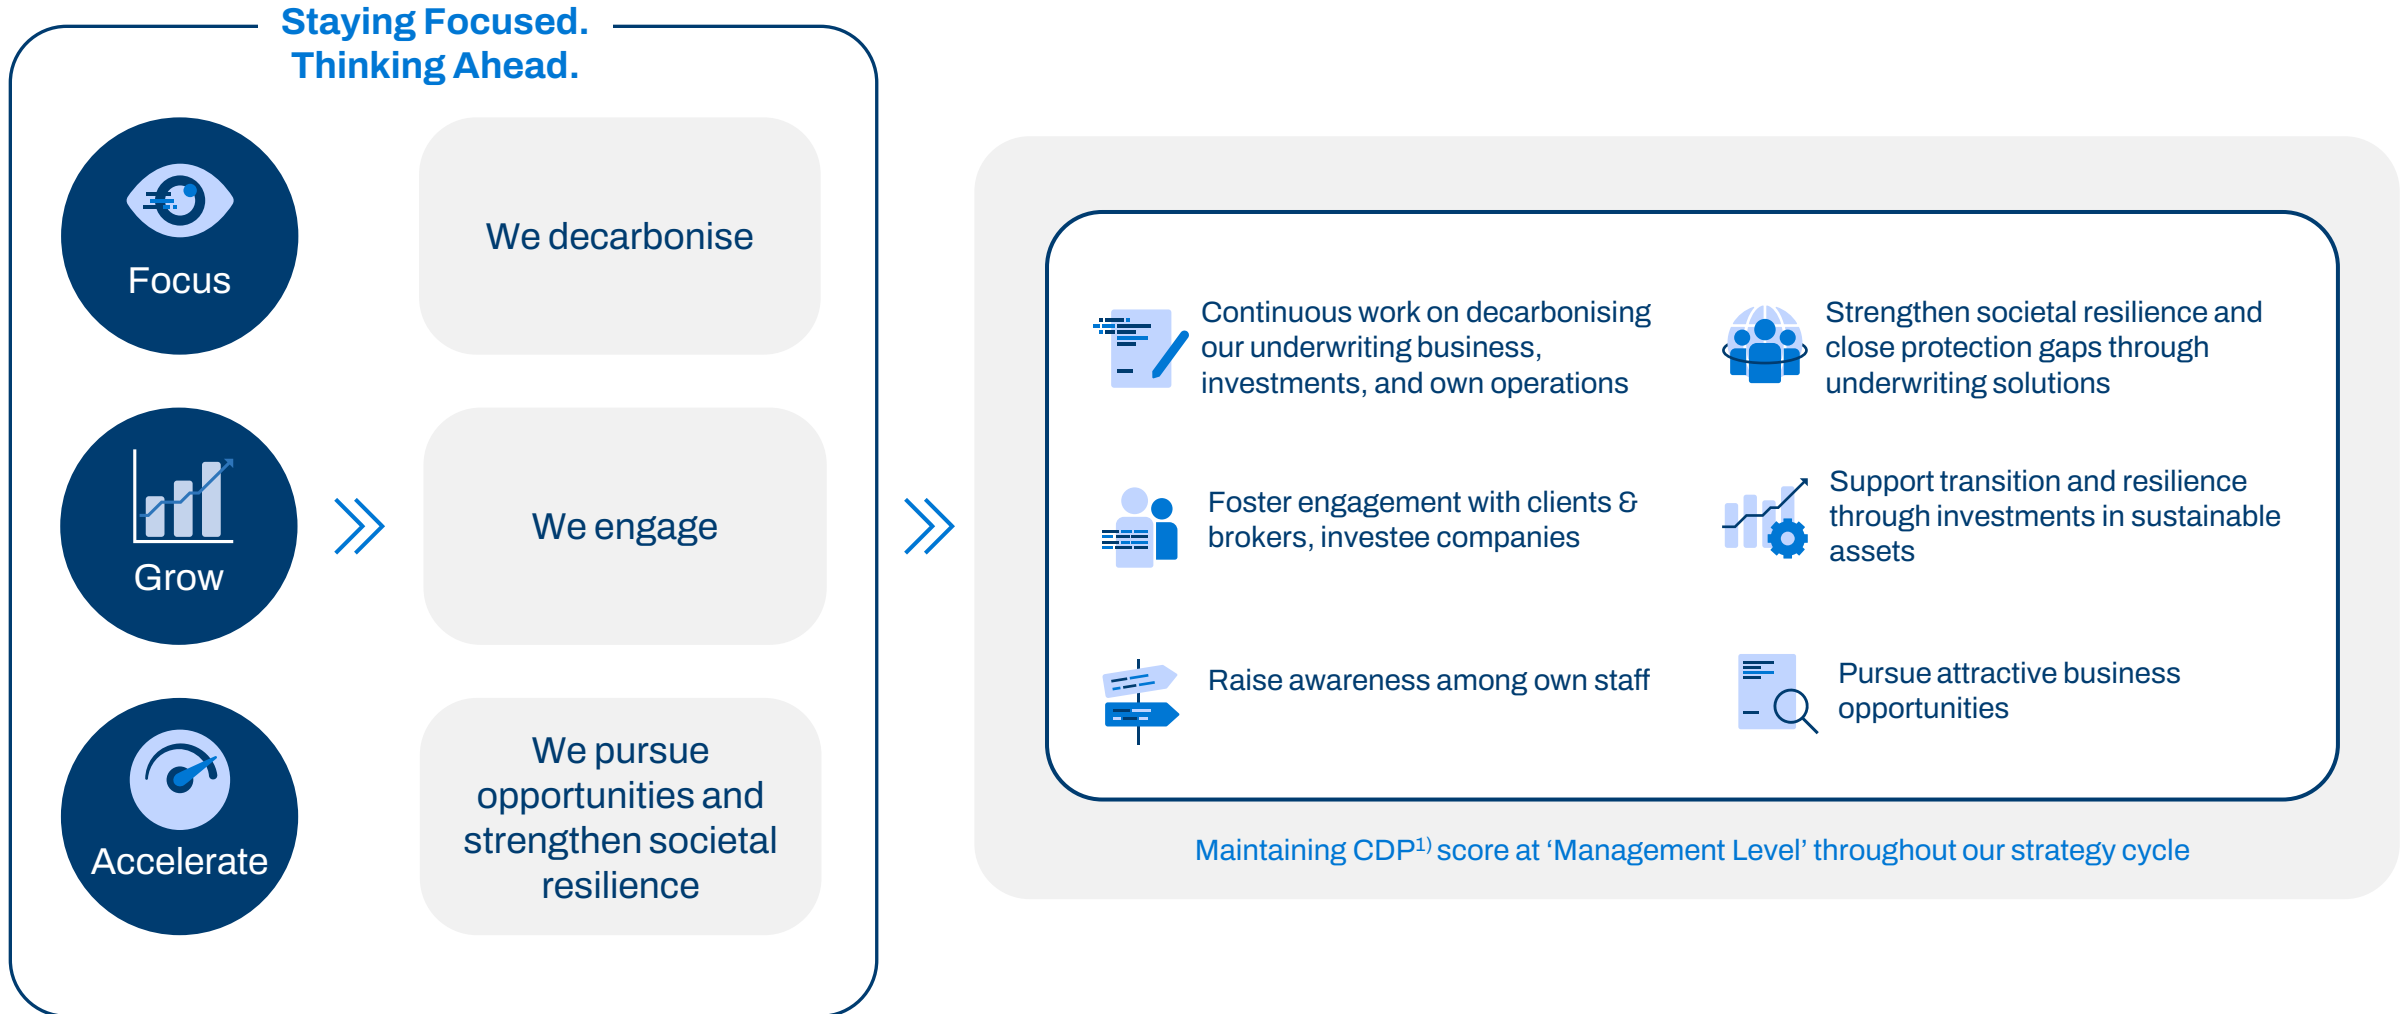 Staying Focused.
Thinking Ahead.
Focus
We decarbonise
Grow
We engage
Accelerate
We pursue
opportunities and
strengthen societal
resilience
Continuous work on decarbonising
our underwriting business,
investments, and own operations
Strengthen societal resilience and
close protection gaps through
underwriting solutions
Foster engagement with clients &
brokers, investee companies
Support transition and resilience
through investments in sustainable
assets
Raise awareness among own staff
Pursue attractive business
opportunities
Maintaining CDP¹⁾ score at ‘Management Level’ throughout our strategy cycle